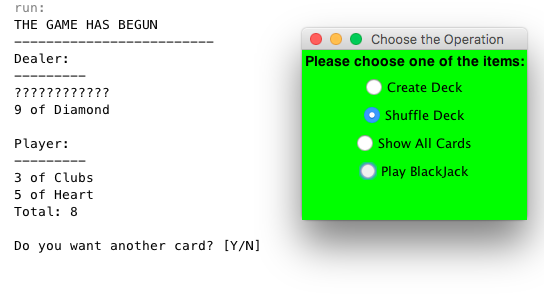 run:
THE GAME HAS BEGUN
-------------------------
Dealer:
---------
????????????
9 of Diamond
Player:
---------
3 of Clubs
5 of Heart
Total: 8
Do you want another card? [Y/N]
Choose the Operation
Please choose one of the items:
Create Deck
Shuffle Deck
Show All Cards
Play BlackJack